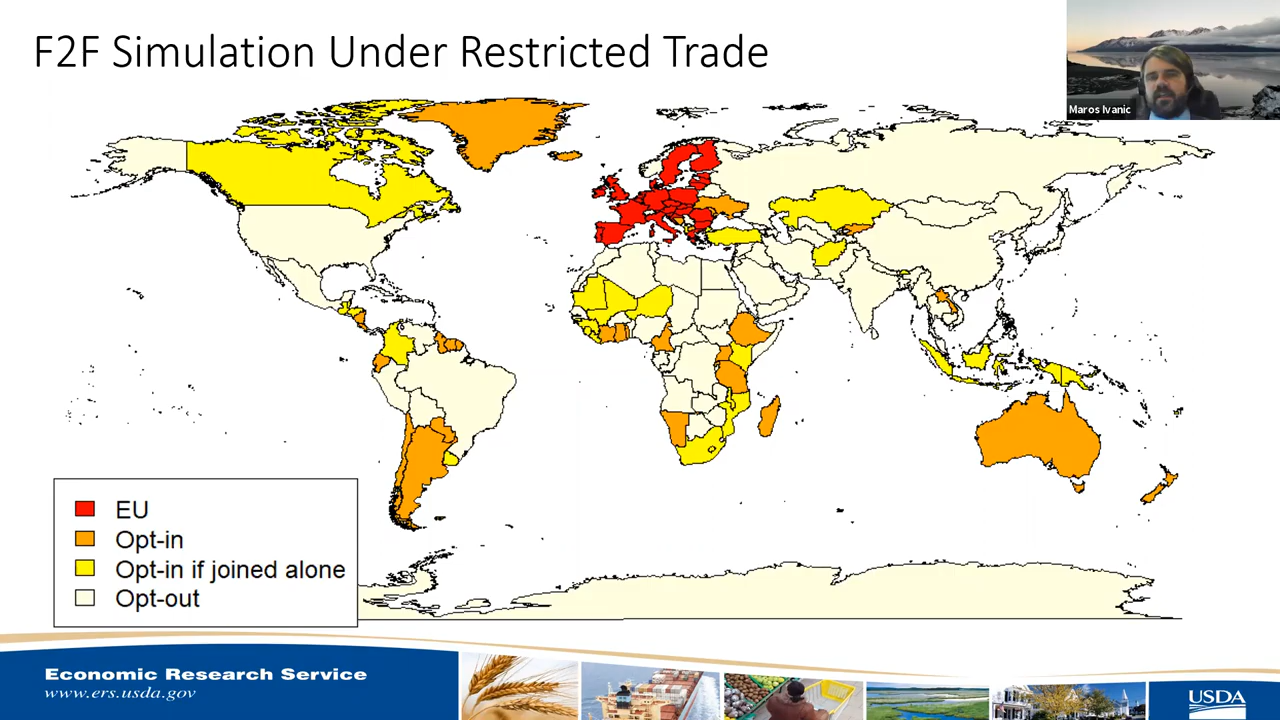 F2F Simulation Under Restricted Trade
Maros Ivanic
EU
Opt-in
Opt-in if joined alone
Opt-out
Economic Research Service
www.ers.usda.gov
USDA